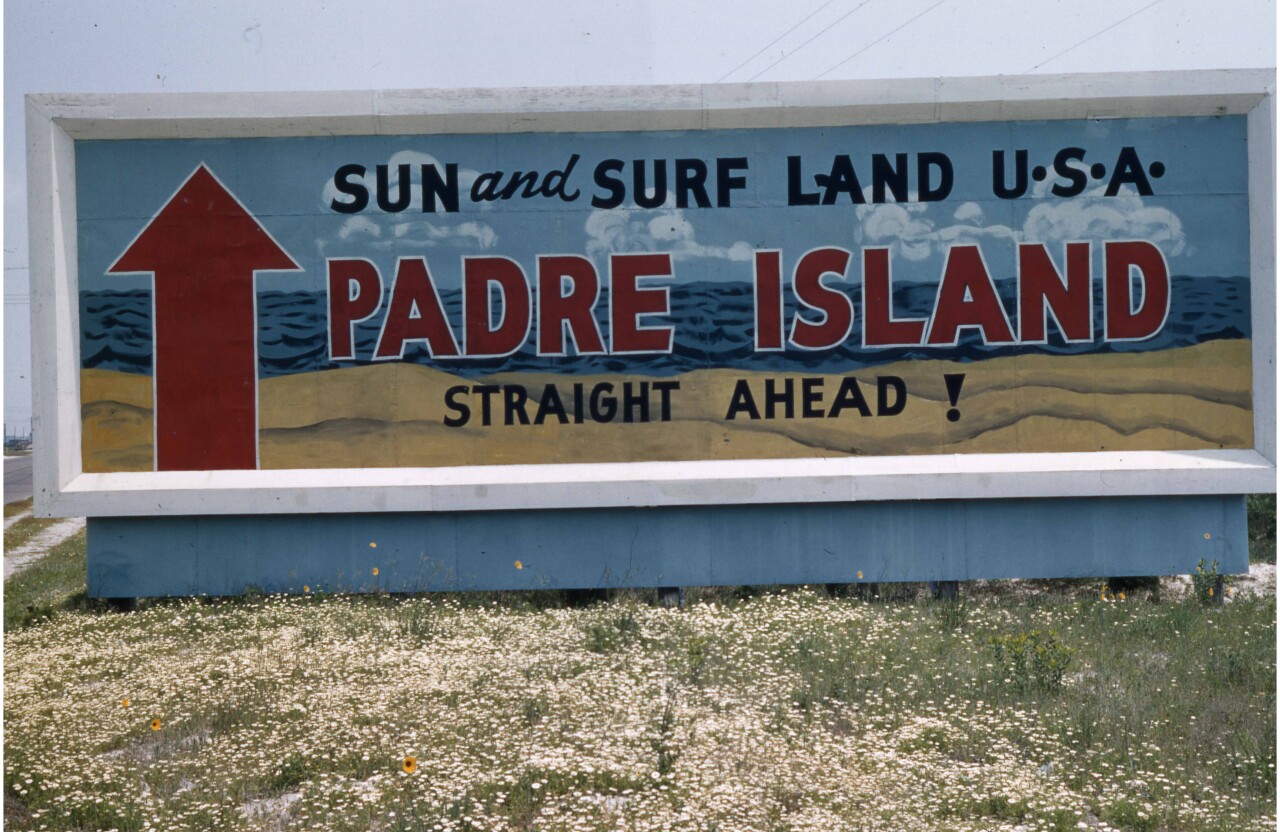 SUN and SURF LAND U·S·A·
PADRE ISLAND
STRAIGHT AHEAD !